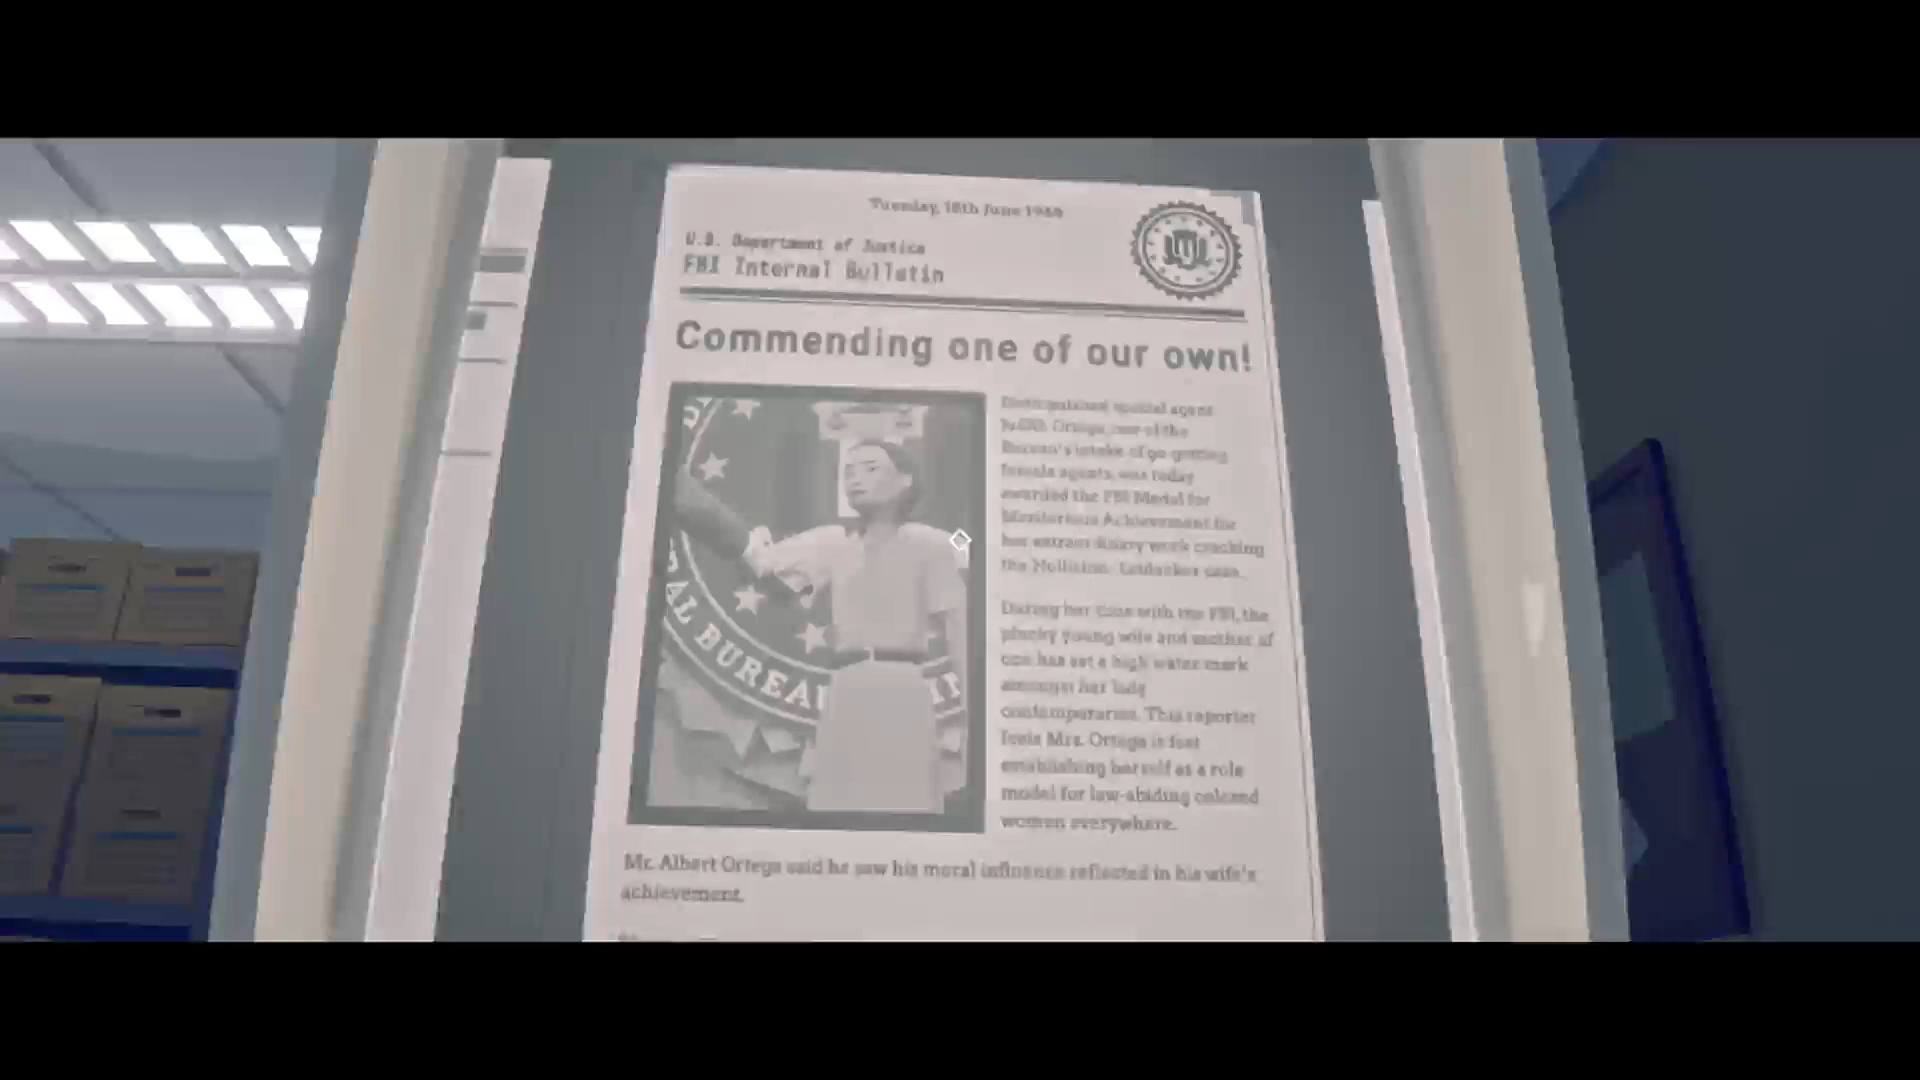 Tuesday, 18th June 1968
U.S. Department of Justice
FBI Internal Bulletin
Commending one of our own!
Distinguished special agent
Judith Ortega, one of the
Bureau's intake of go-getting
female agents, was today
awarded the FBI Medal for
Meritorious Achievement for
her extraordinary work cracking
the case.
During her time with the FBI, the
plucky young wife and mother of
one has set a high water mark
amongst her lady
contemporaries. This reporter
feels Mrs. Ortega is fast
establishing herself as a role
model for law-abiding colored
women everywhere.
AL BUREAU
Mr. Albert Ortega said he saw his moral influence reflected in his wife's
achievement.